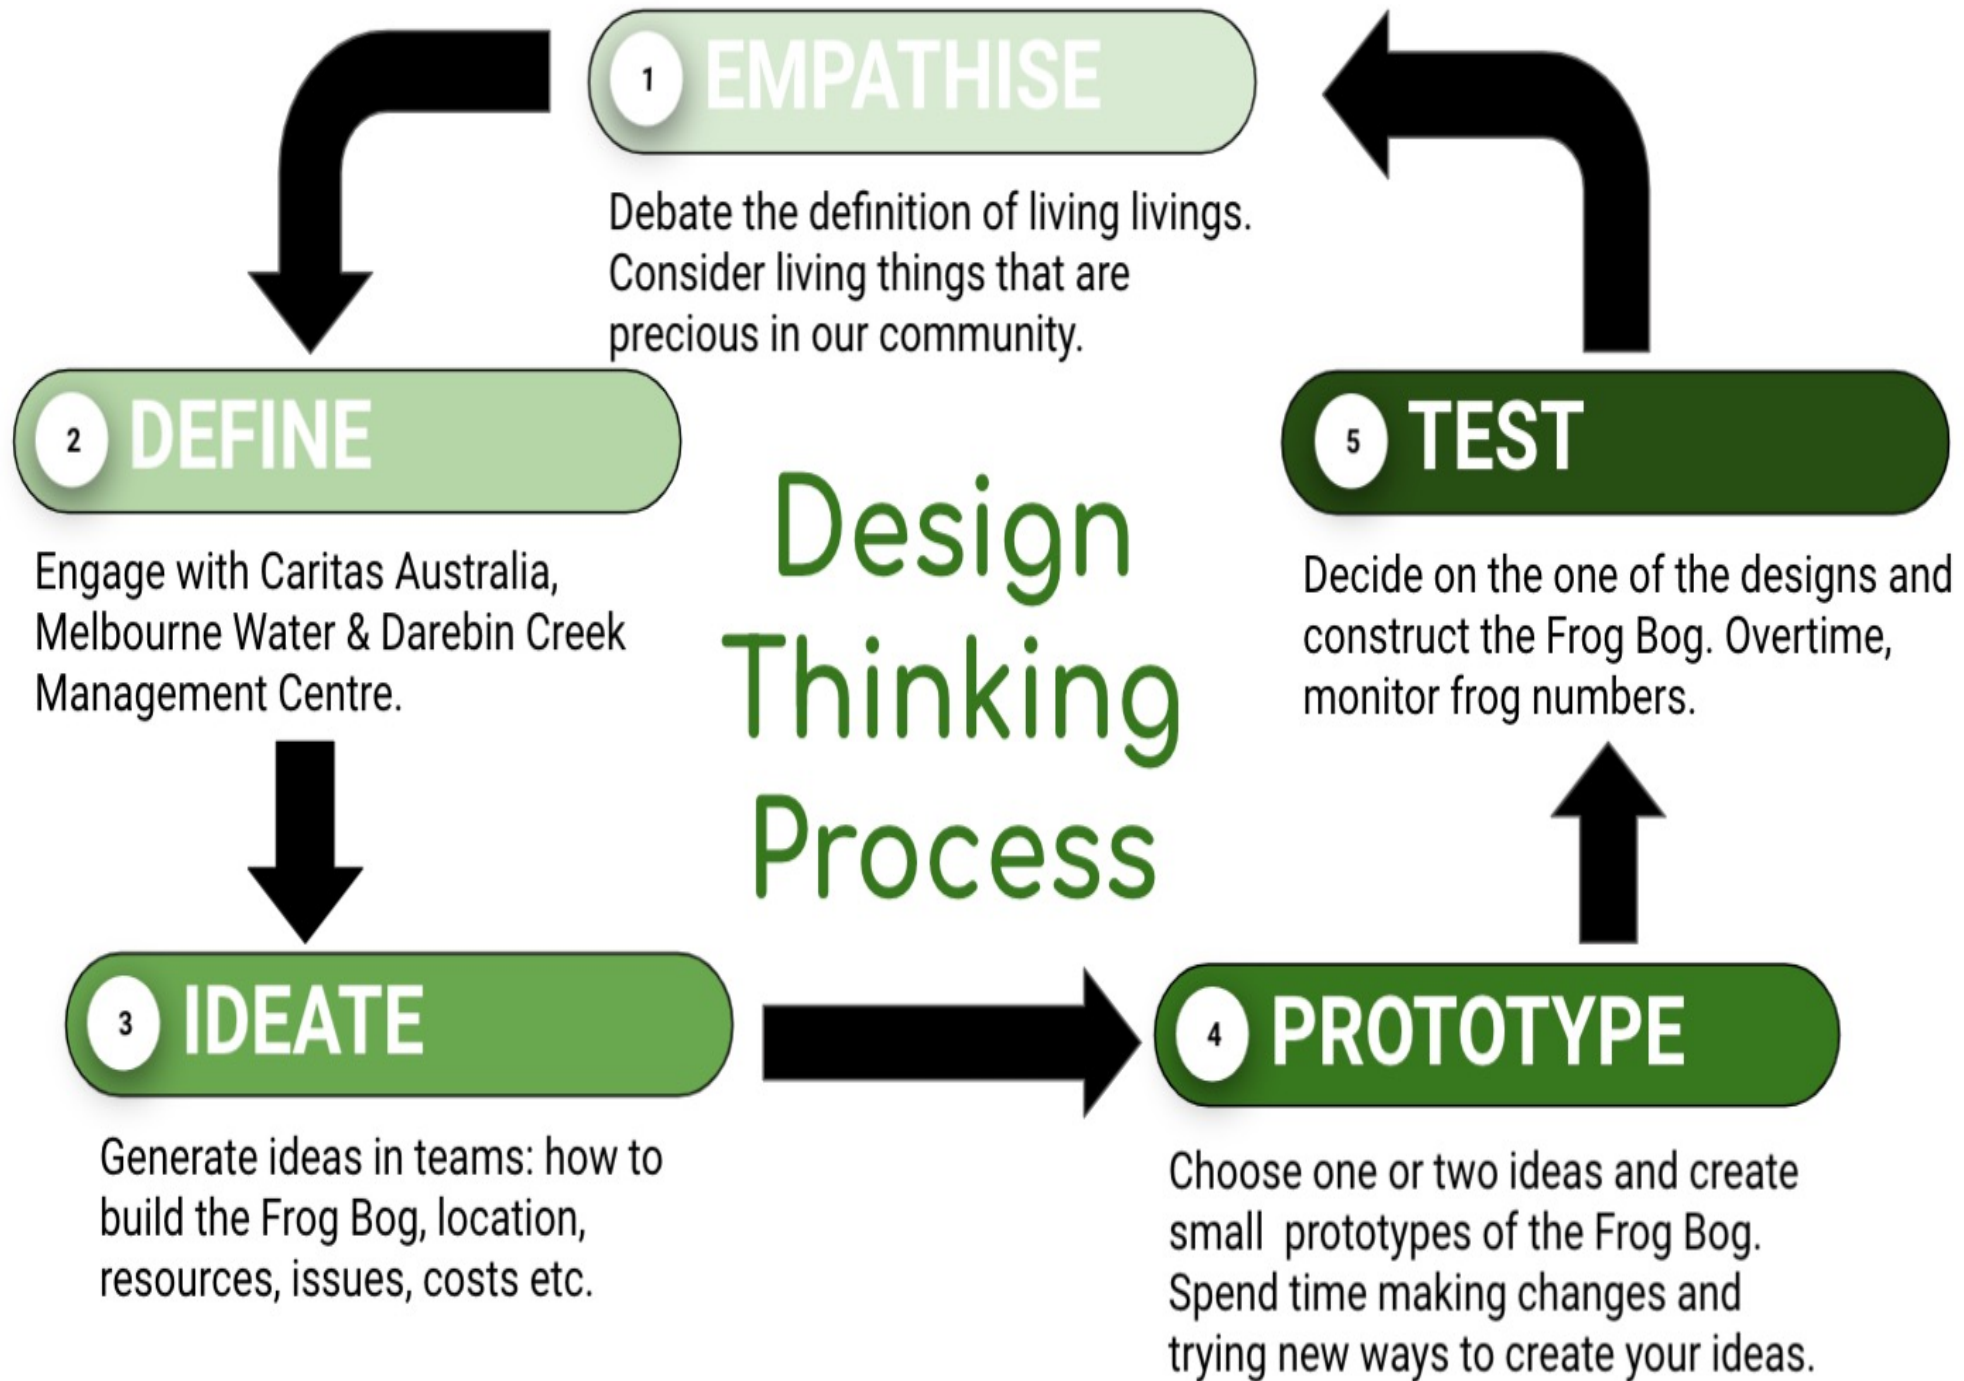 1 EMPATHISE
Debate the definition of living livings.
Consider living things that are
precious in our community.
2 DEFINE
Engage with Caritas Australia,
Melbourne Water & Darebin Creek
Management Centre.
3 IDEATE
Generate ideas in teams: how to
build the Frog Bog, location,
resources, issues, costs etc.
4 PROTOTYPE
Choose one or two ideas and create
small  prototypes of the Frog Bog.
Spend time making changes and
trying new ways to create your ideas.
5 TEST
Decide on the one of the designs and
construct the Frog Bog. Overtime,
monitor frog numbers.
Design
Thinking
Process